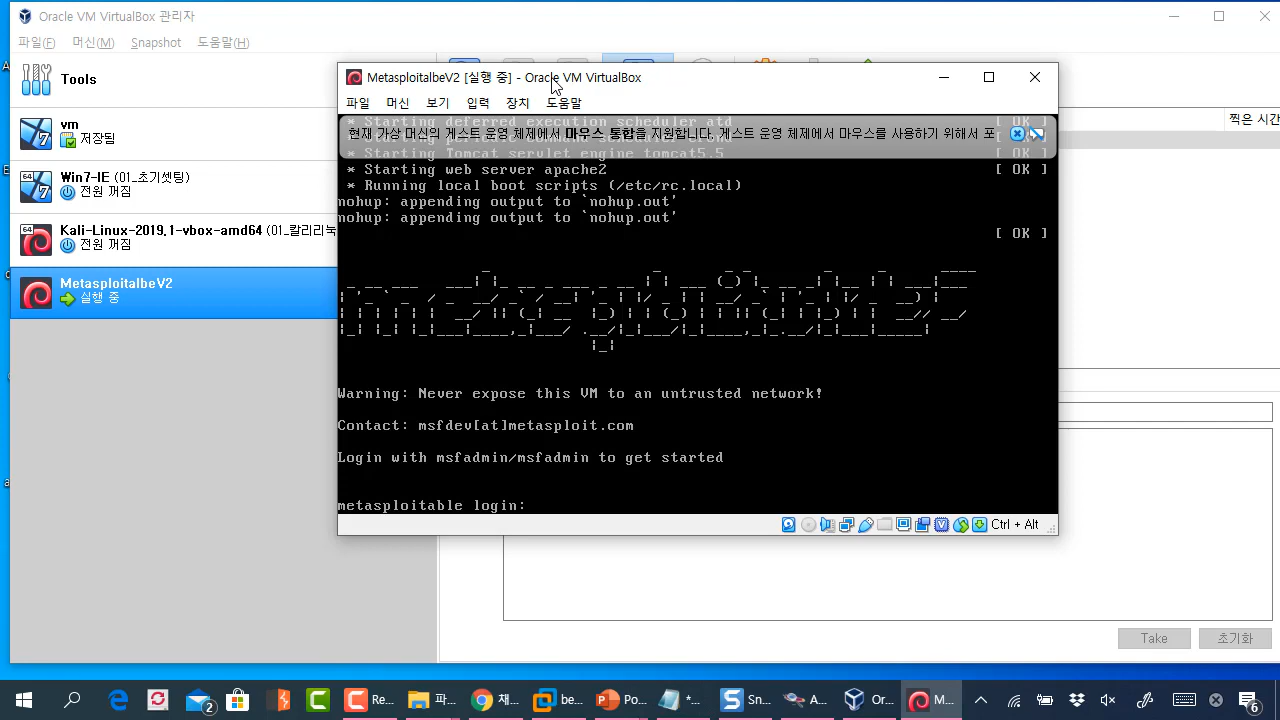 Oracle VM VirtualBox 관리자
파일(F) 머신(M) Snapshot 도움말(H)
Tools
vm
저장됨
Win7-IE (01_초기셋팅)
전원 꺼짐
Kali-Linux-2019.1-vbox-amd64 (01_칼리리눅
전원 꺼짐
MetasploitalbeV2
실행 중
찍은 시간
MetasploitalbeV2 [실행 중] - Oracle VM VirtualBox
파일 머신 보기 입력 장치 도움말
* Starting deferred execution scheduler atd [ OK ]
현재 가상 머신의 게스트 운영 체제에서 마우스 통합을 지원합니다. 게스트 운영 체제에서 마우스를 사용하기 위해서 포
* Starting periodic command scheduler crond
* Starting Tomcat servlet engine tomcat5.5 [ OK ]
* Starting web server apache2 [ OK ]
* Running local boot scripts (/etc/rc.local)
nohup: appending output to `nohup.out'
nohup: appending output to `nohup.out'
[ OK ]
metasploitable2
Warning: Never expose this VM to an untrusted network!
Contact: msfdev[at]metasploit.com
Login with msfadmin/msfadmin to get started
metasploitable login:
Ctrl + Alt
Take 초기화
2 Re... 파... 채... be... Po... *... Sn... A... Or... M... 6